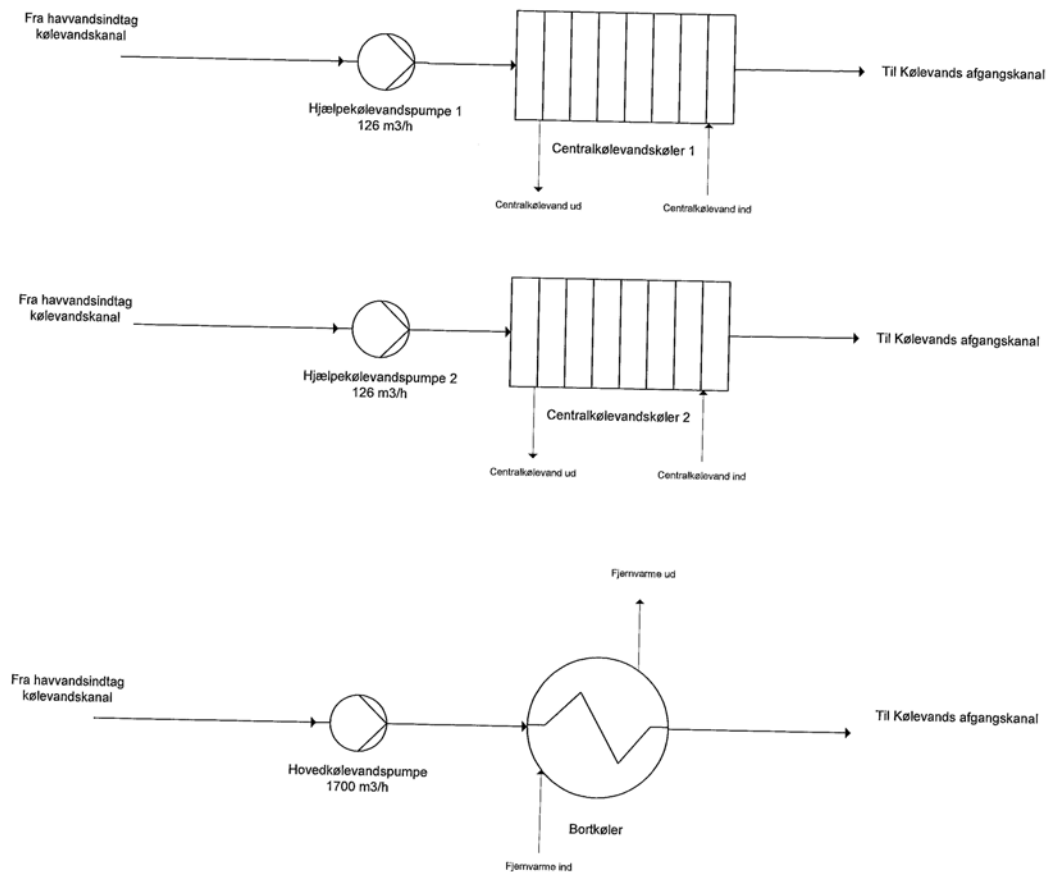 Fra havvandsindtag
kølevandskanal
Til Kølevands afgangskanal
Hjælpekølevandspumpe 1
126 m3/h
Centralkølevandskøler 1
Centralkølevand ud
Centralkølevand ind
Fra havvandsindtag
kølevandskanal
Til Kølevands afgangskanal
Hjælpekølevandspumpe 2
126 m3/h
Centralkølevandskøler 2
Centralkølevand ud
Centralkølevand ind
Fjernvarme ud
Fra havvandsindtag
kølevandskanal
Til Kølevands afgangskanal
Hovedkølevandspumpe
1700 m3/h
Bortkøler
Fjernvarme ind